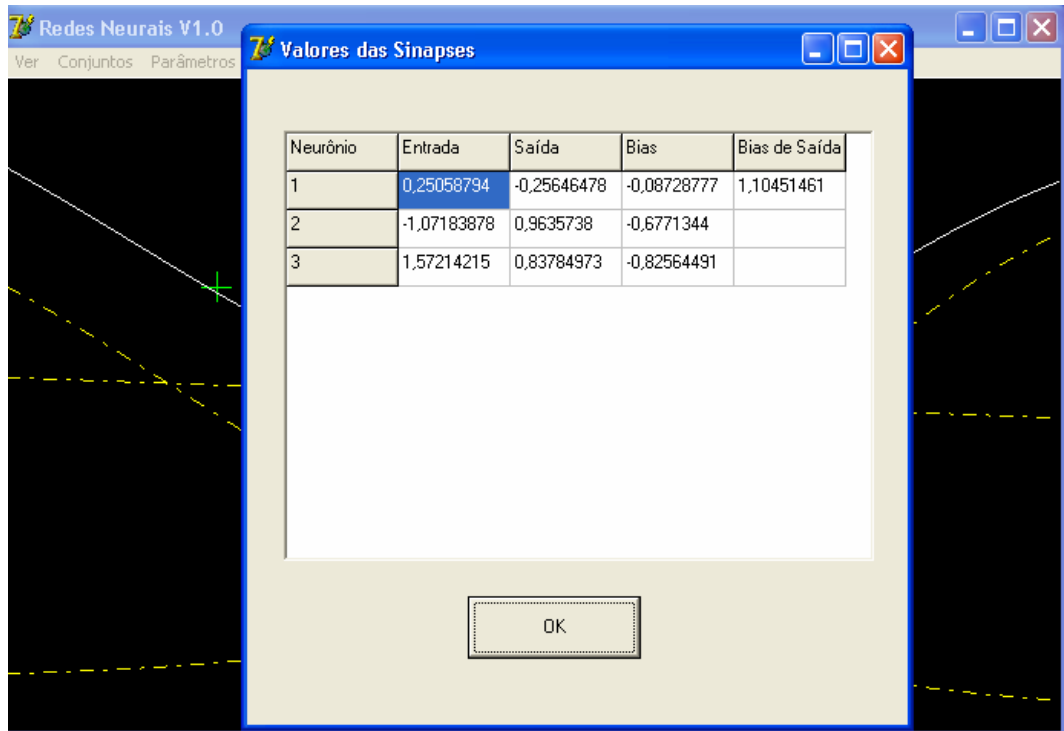 Redes Neurais V1.0
Ver Conjuntos Parâmetros
Valores das Sinapses
Neurônio Entrada Saída Bias Bias de Saída
1 0,25058794 -0,25646478 -0,08728777 1,10451461
2 -1,07183878 0,9635738 -0,6771344
3 1,57214215 0,83784973 -0,82564491
OK